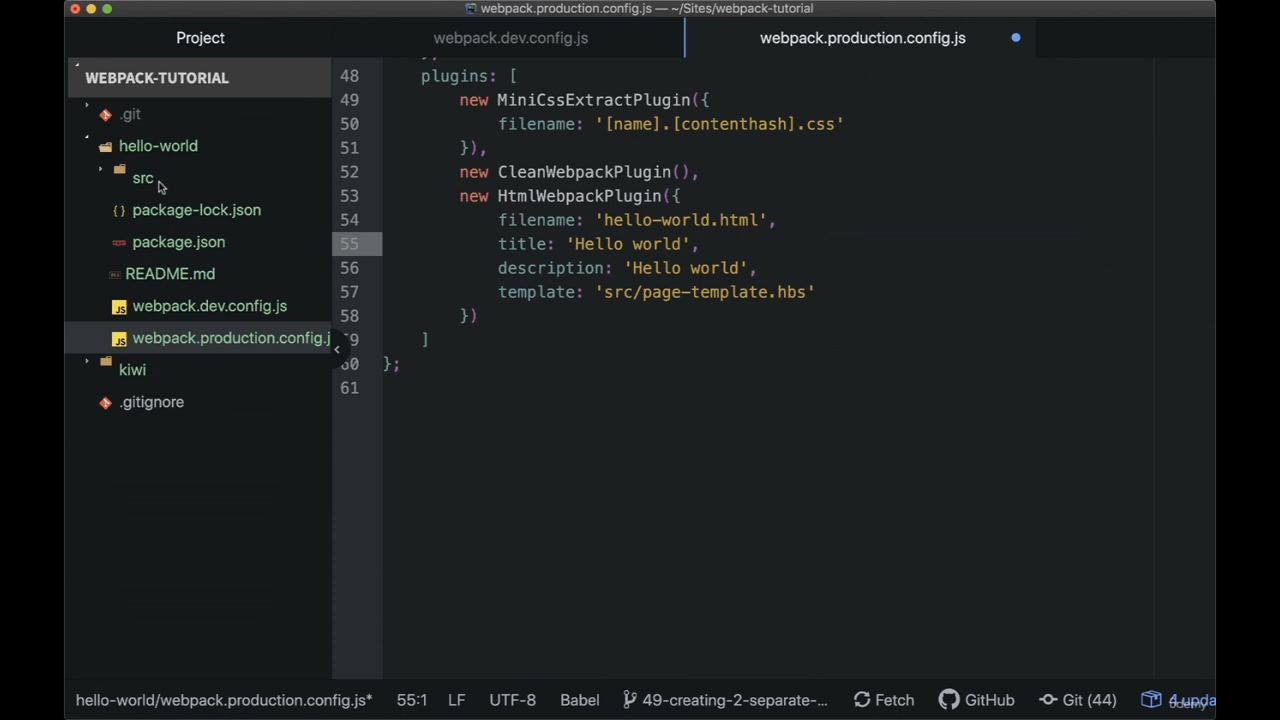 webpack.production.config.js — ~/Sites/webpack-tutorial
Project
webpack.dev.config.js
webpack.production.config.js
WEBPACK-TUTORIAL
.git
hello-world
src
package-lock.json
package.json
README.md
webpack.dev.config.js
webpack.production.config.j
kiwi
.gitignore
48 plugins: [
49 new MiniCssExtractPlugin({
50 filename: '[name].[contenthash].css'
51 }),
52 new CleanWebpackPlugin(),
53 new HtmlWebpackPlugin({
54 filename: 'hello-world.html',
55 title: 'Hello world',
56 description: 'Hello world',
57 template: 'src/page-template.hbs'
58 })
59 ]
60 };
61
hello-world/webpack.production.config.js* 55:1 LF UTF-8 Babel 49-creating-2-separate-... Fetch GitHub Git (44) 4 upda
udemy